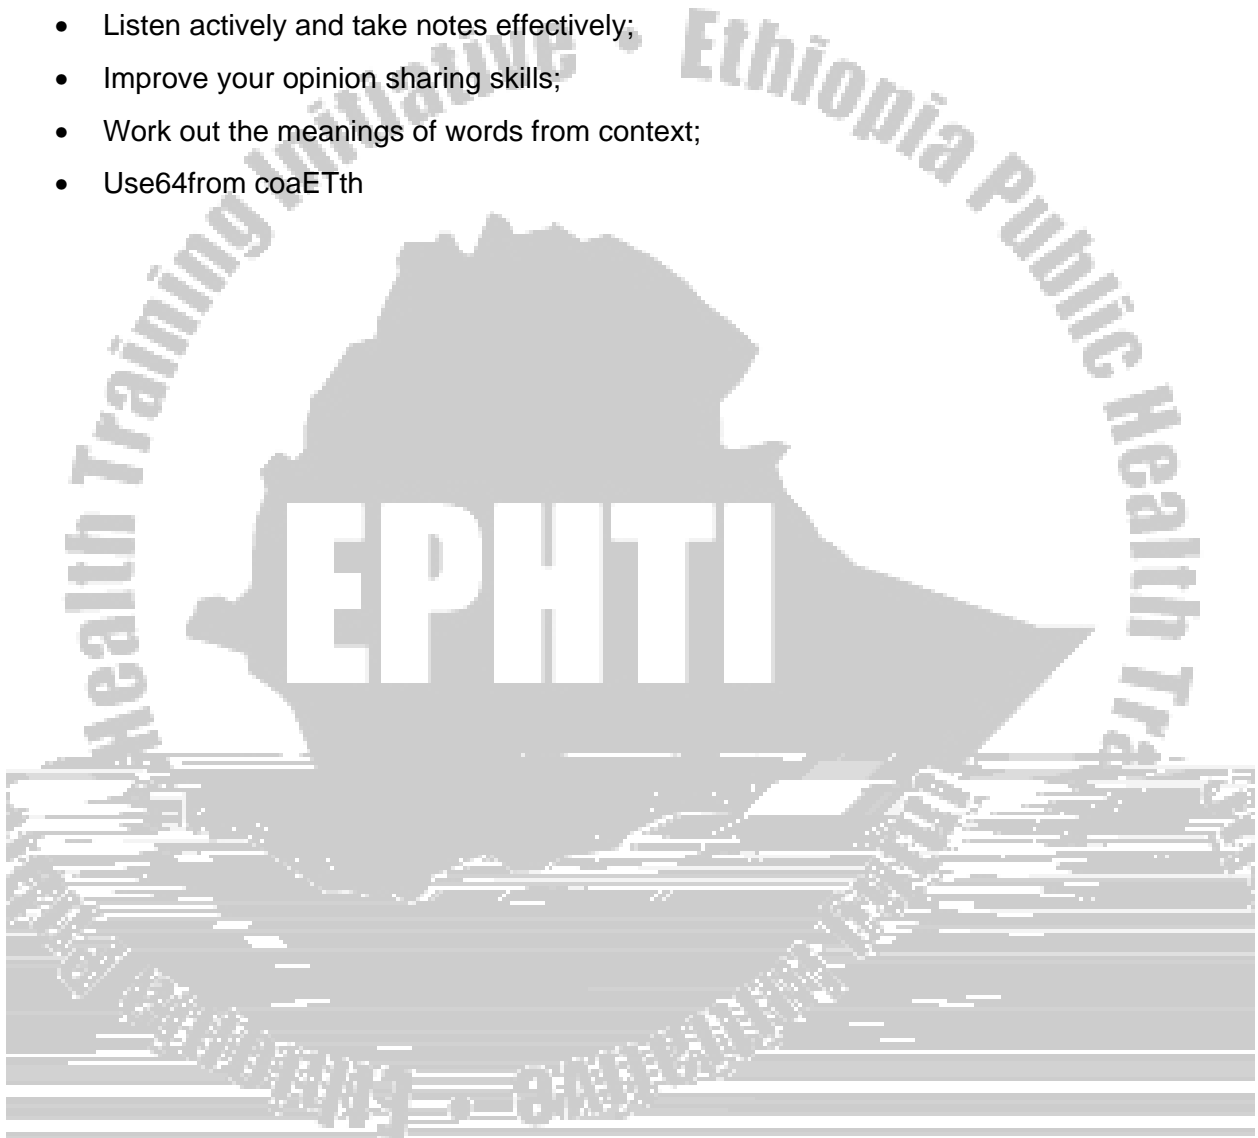 • Listen actively and take notes effectively;
• Improve your opinion sharing skills;
• Work out the meanings of words from context;
• Use64from coaETth
Health Training Initiative • Ethiopia Public Health Tra
EPHTI